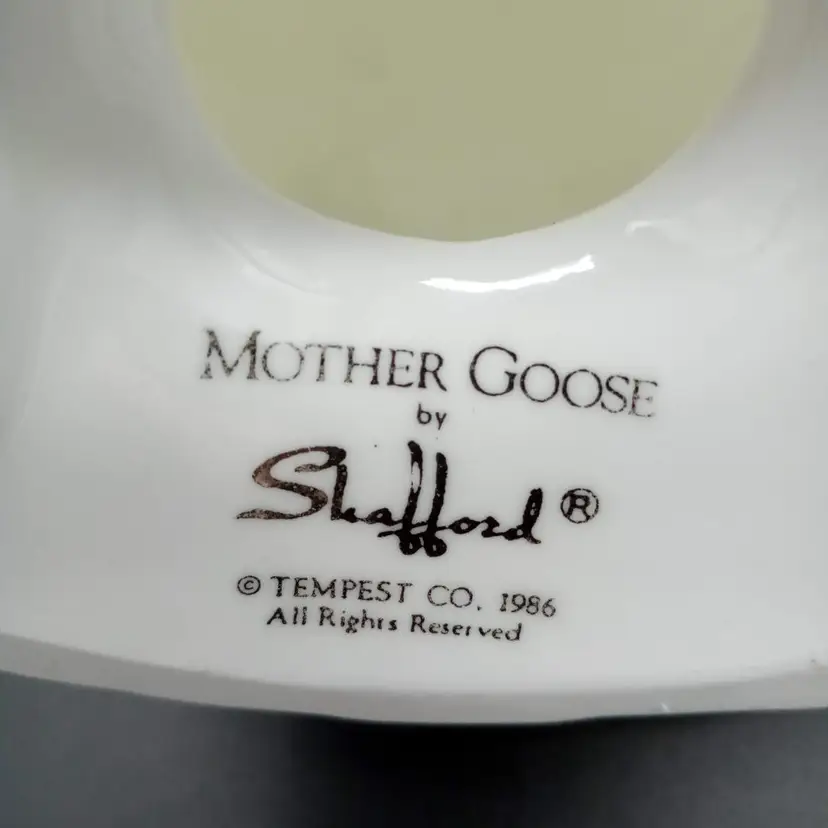 MOTHER GOOSE
by
Shafford ®
© TEMPEST CO. 1986
All Rights Reserved